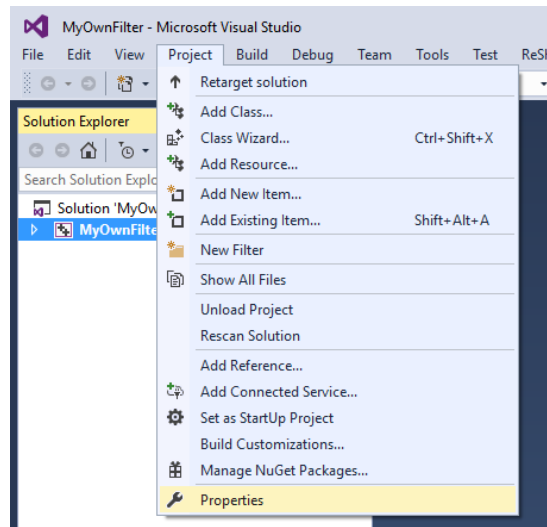 MyOwnFilter - Microsoft Visual Studio
File Edit View Project Build Debug Team Tools Test
Retarget solution
Solution Explorer
Add Class...
Class Wizard... Ctrl+Shift+X
Add Resource...
Search Solution
Add New Item...
Solution
Add Existing Item... Shift+Alt+A
New Filter
Show All Files
Unload Project
Rescan Solution
Add Reference...
Add Connected Service...
Set as StartUp Project
Build Customizations...
Manage NuGet Packages...
Properties